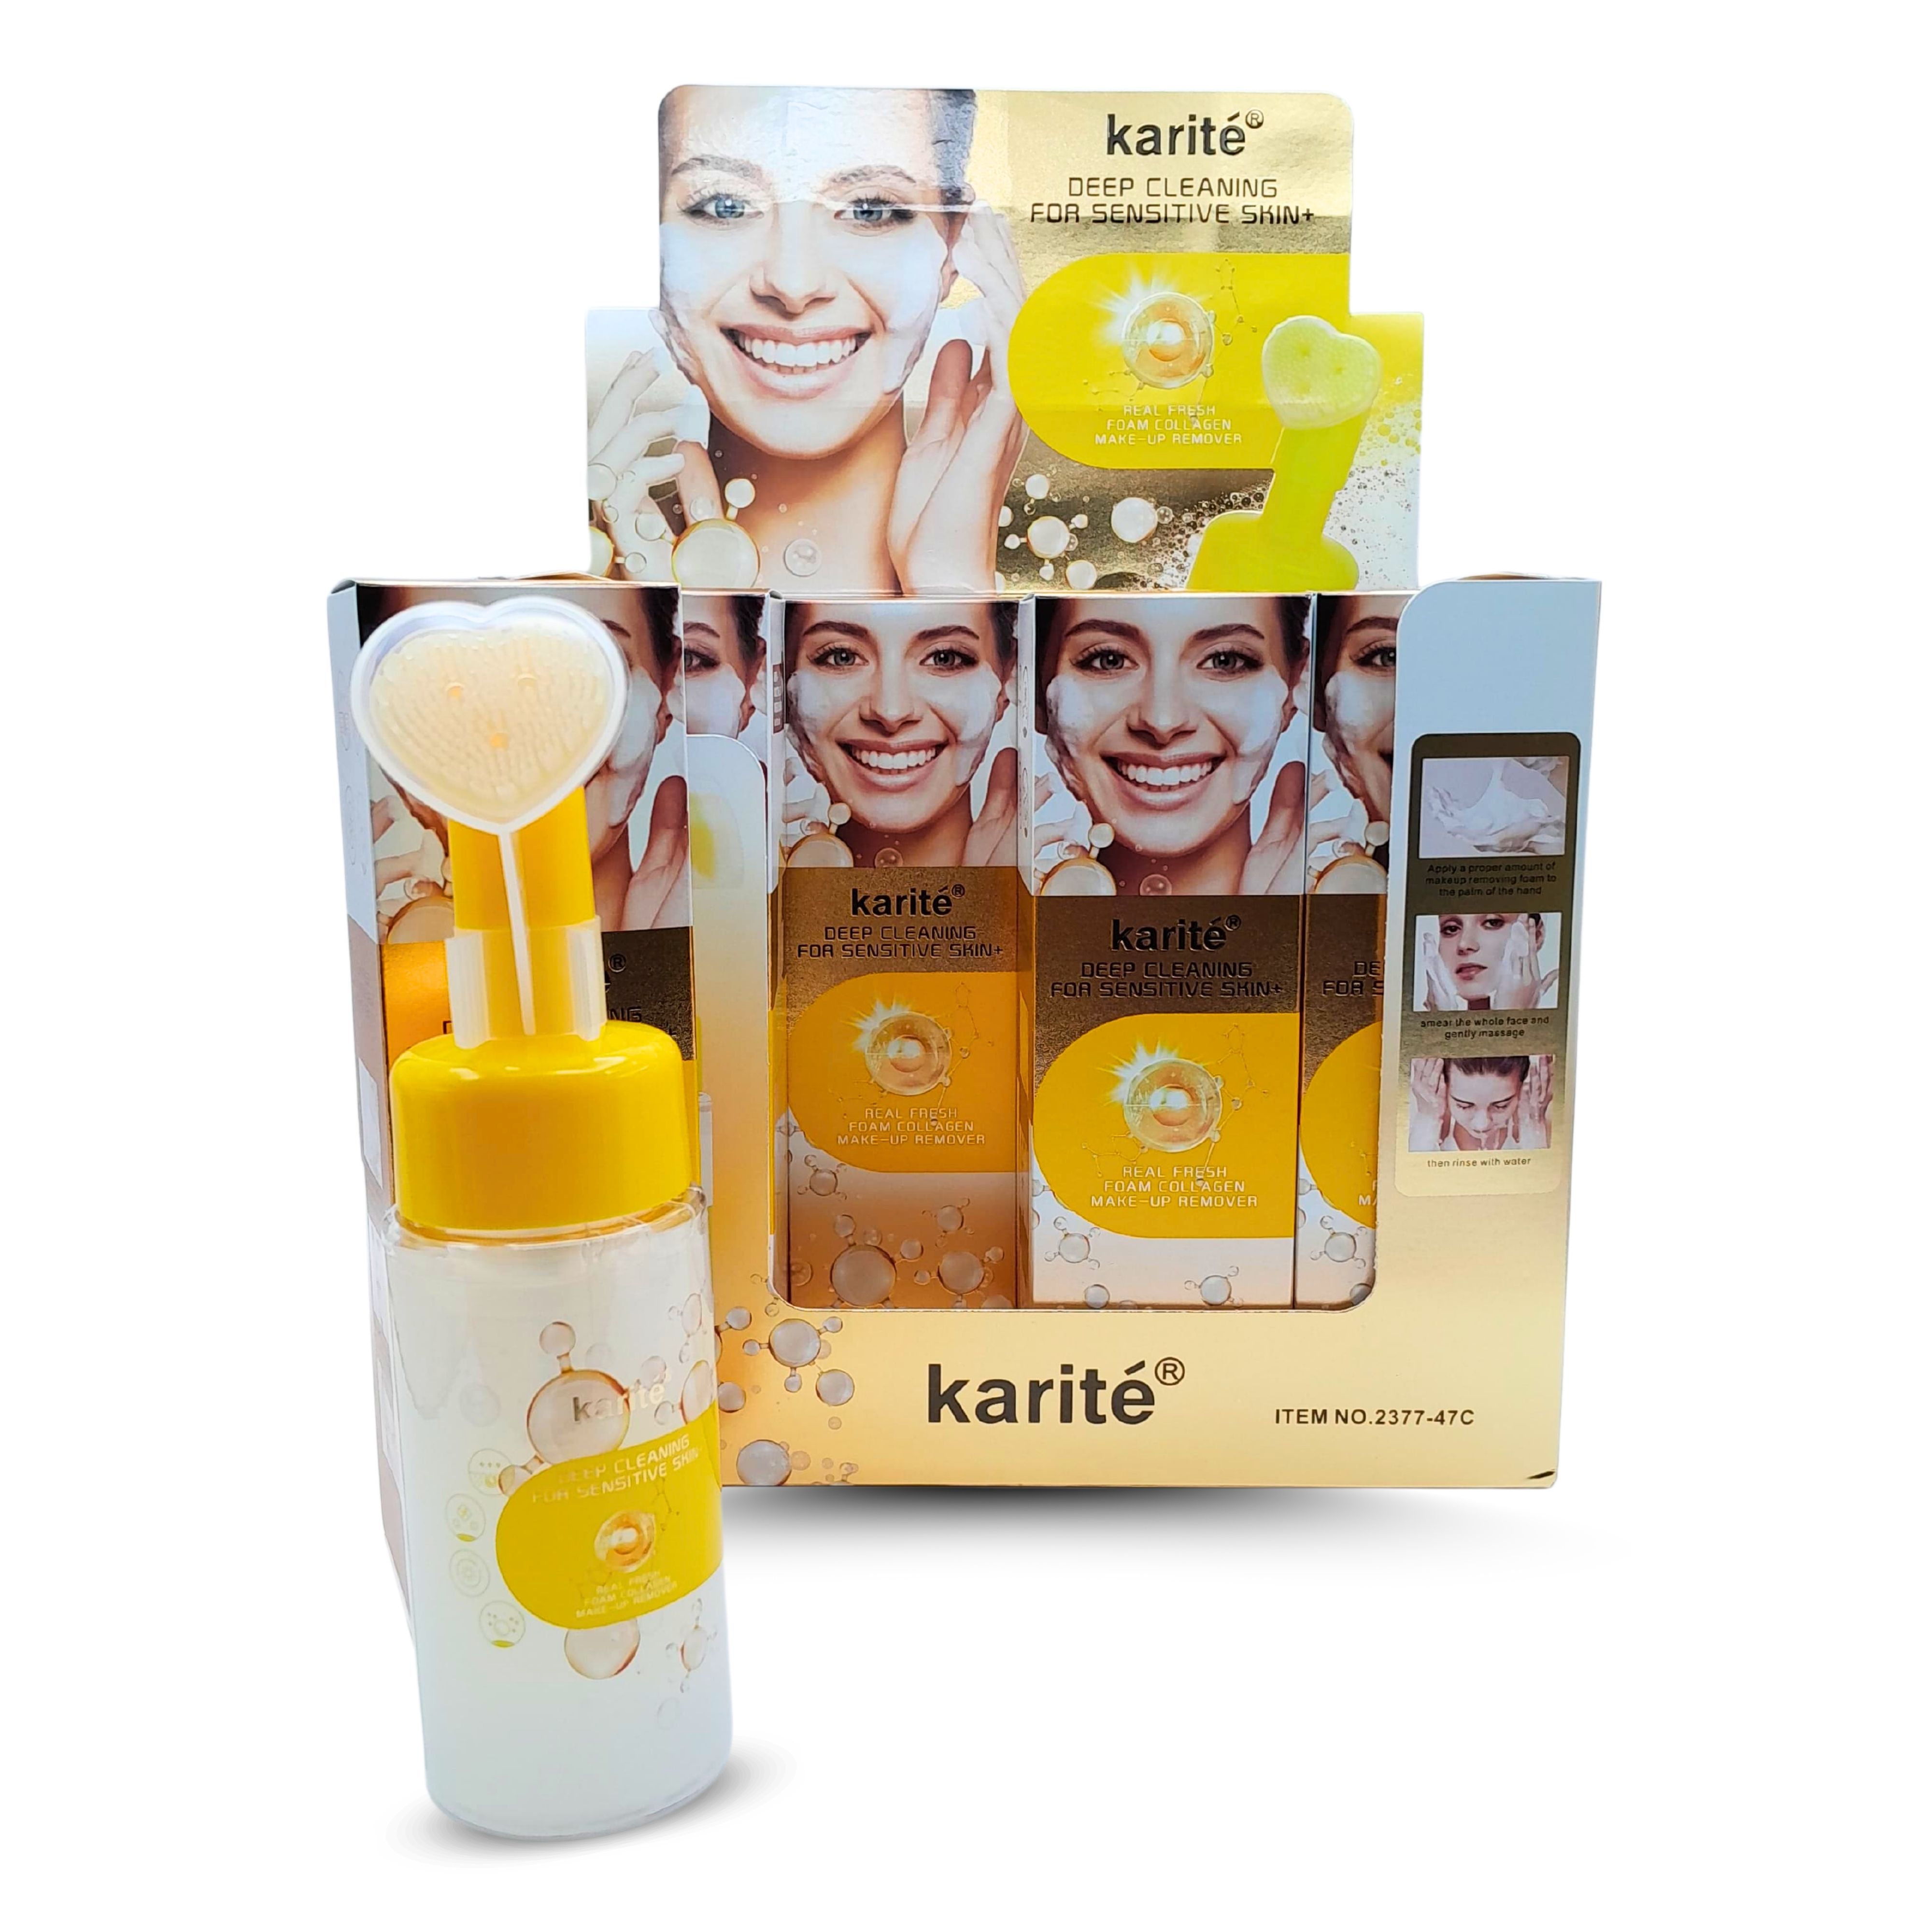 karité®
DEEP CLEANING
FOR SENSITIVE SKIN+
REAL FRESH
FOAM COLLAGEN
MAKE-UP REMOVER
karité®
DEEP CLEANING
FOR SENSITIVE SKIN+
REAL FRESH
FOAM COLLAGEN
MAKE-UP REMOVER
karité®
DEEP CLEANING
FOR SENSITIVE SKIN+
REAL FRESH
FOAM COLLAGEN
MAKE-UP REMOVER
Apply a proper amount of
makeup removing foam to
the palm of the hand
smear the whole face and
gently massage
then rinse with water
karité®
ITEM NO.2377-47C
karité
DEEP CLEANING
FOR SENSITIVE SKIN
REAL FRESH
FOAM COLLAGEN
MAKE-UP REMOVER